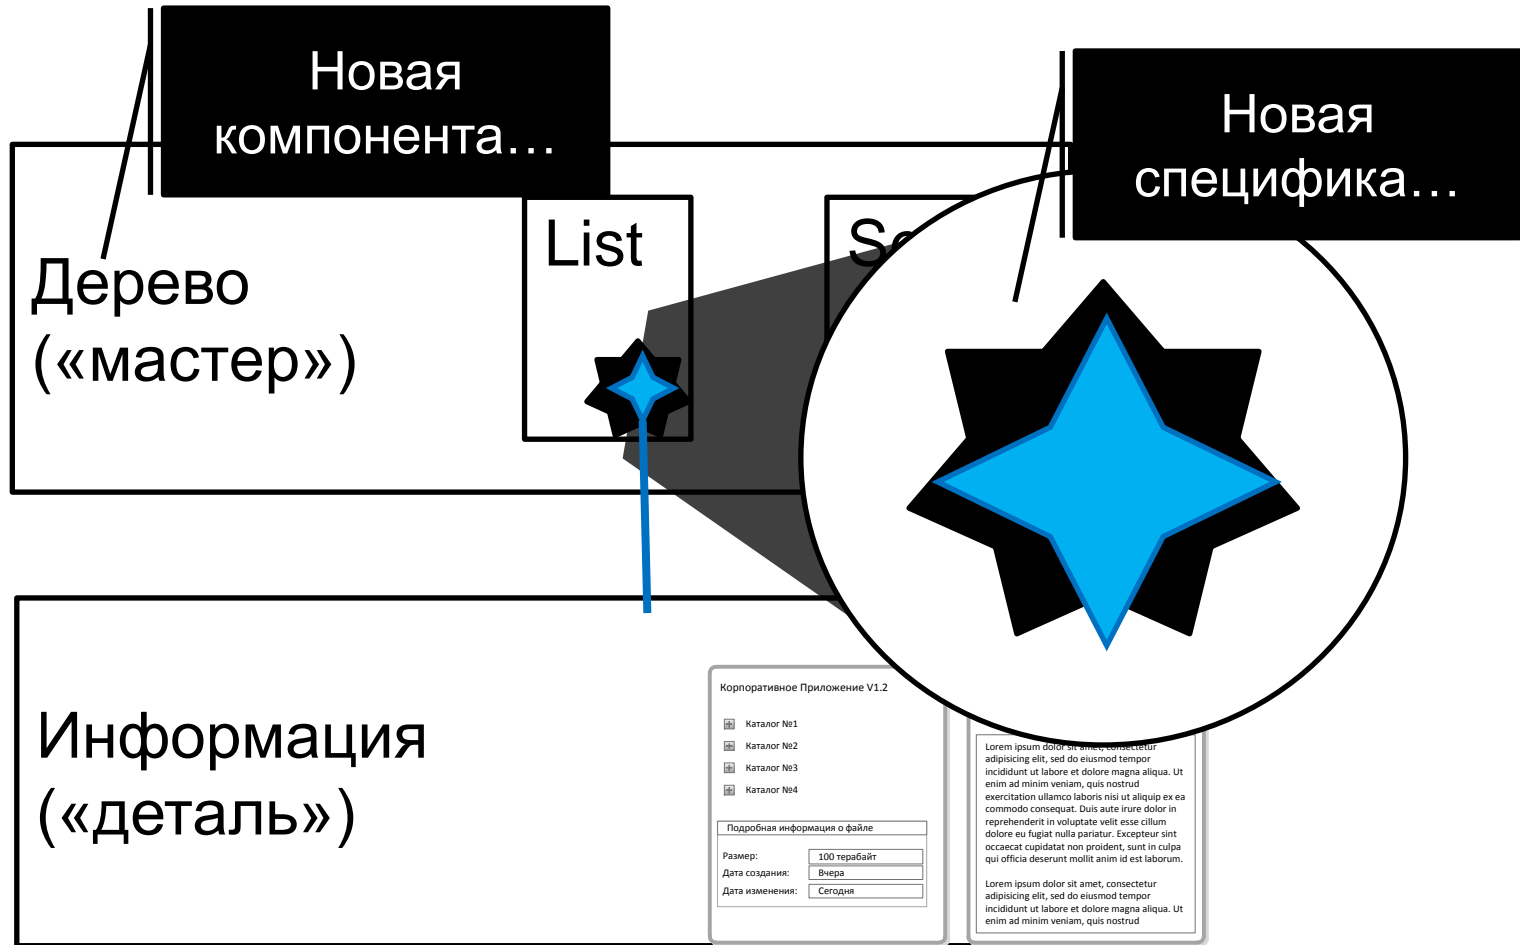 Новая
компонента…
Новая
специфика…
List
Дерево
(«мастер»)
Информация
(«деталь»)
Корпоративное Приложение V1.2
Каталог №1
Каталог №2
Каталог №3
Каталог №4
Подробная информация о файле
Размер: 100 терабайт
Дата создания: Вчера
Дата изменения: Сегодня
Lorem ipsum dolor sit amet, consectetur
adipisicing elit, sed do eiusmod tempor
incididunt ut labore et dolore magna aliqua. Ut
enim ad minim veniam, quis nostrud
exercitation ullamco laboris nisi ut aliquip ex ea
commodo consequat. Duis aute irure dolor in
reprehenderit in voluptate velit esse cillum
dolore eu fugiat nulla pariatur. Excepteur sint
occaecat cupidatat non proident, sunt in culpa
qui officia deserunt mollit anim id est laborum.
Lorem ipsum dolor sit amet, consectetur
adipisicing elit, sed do eiusmod tempor
incididunt ut labore et dolore magna aliqua. Ut
enim ad minim veniam, quis nostrud